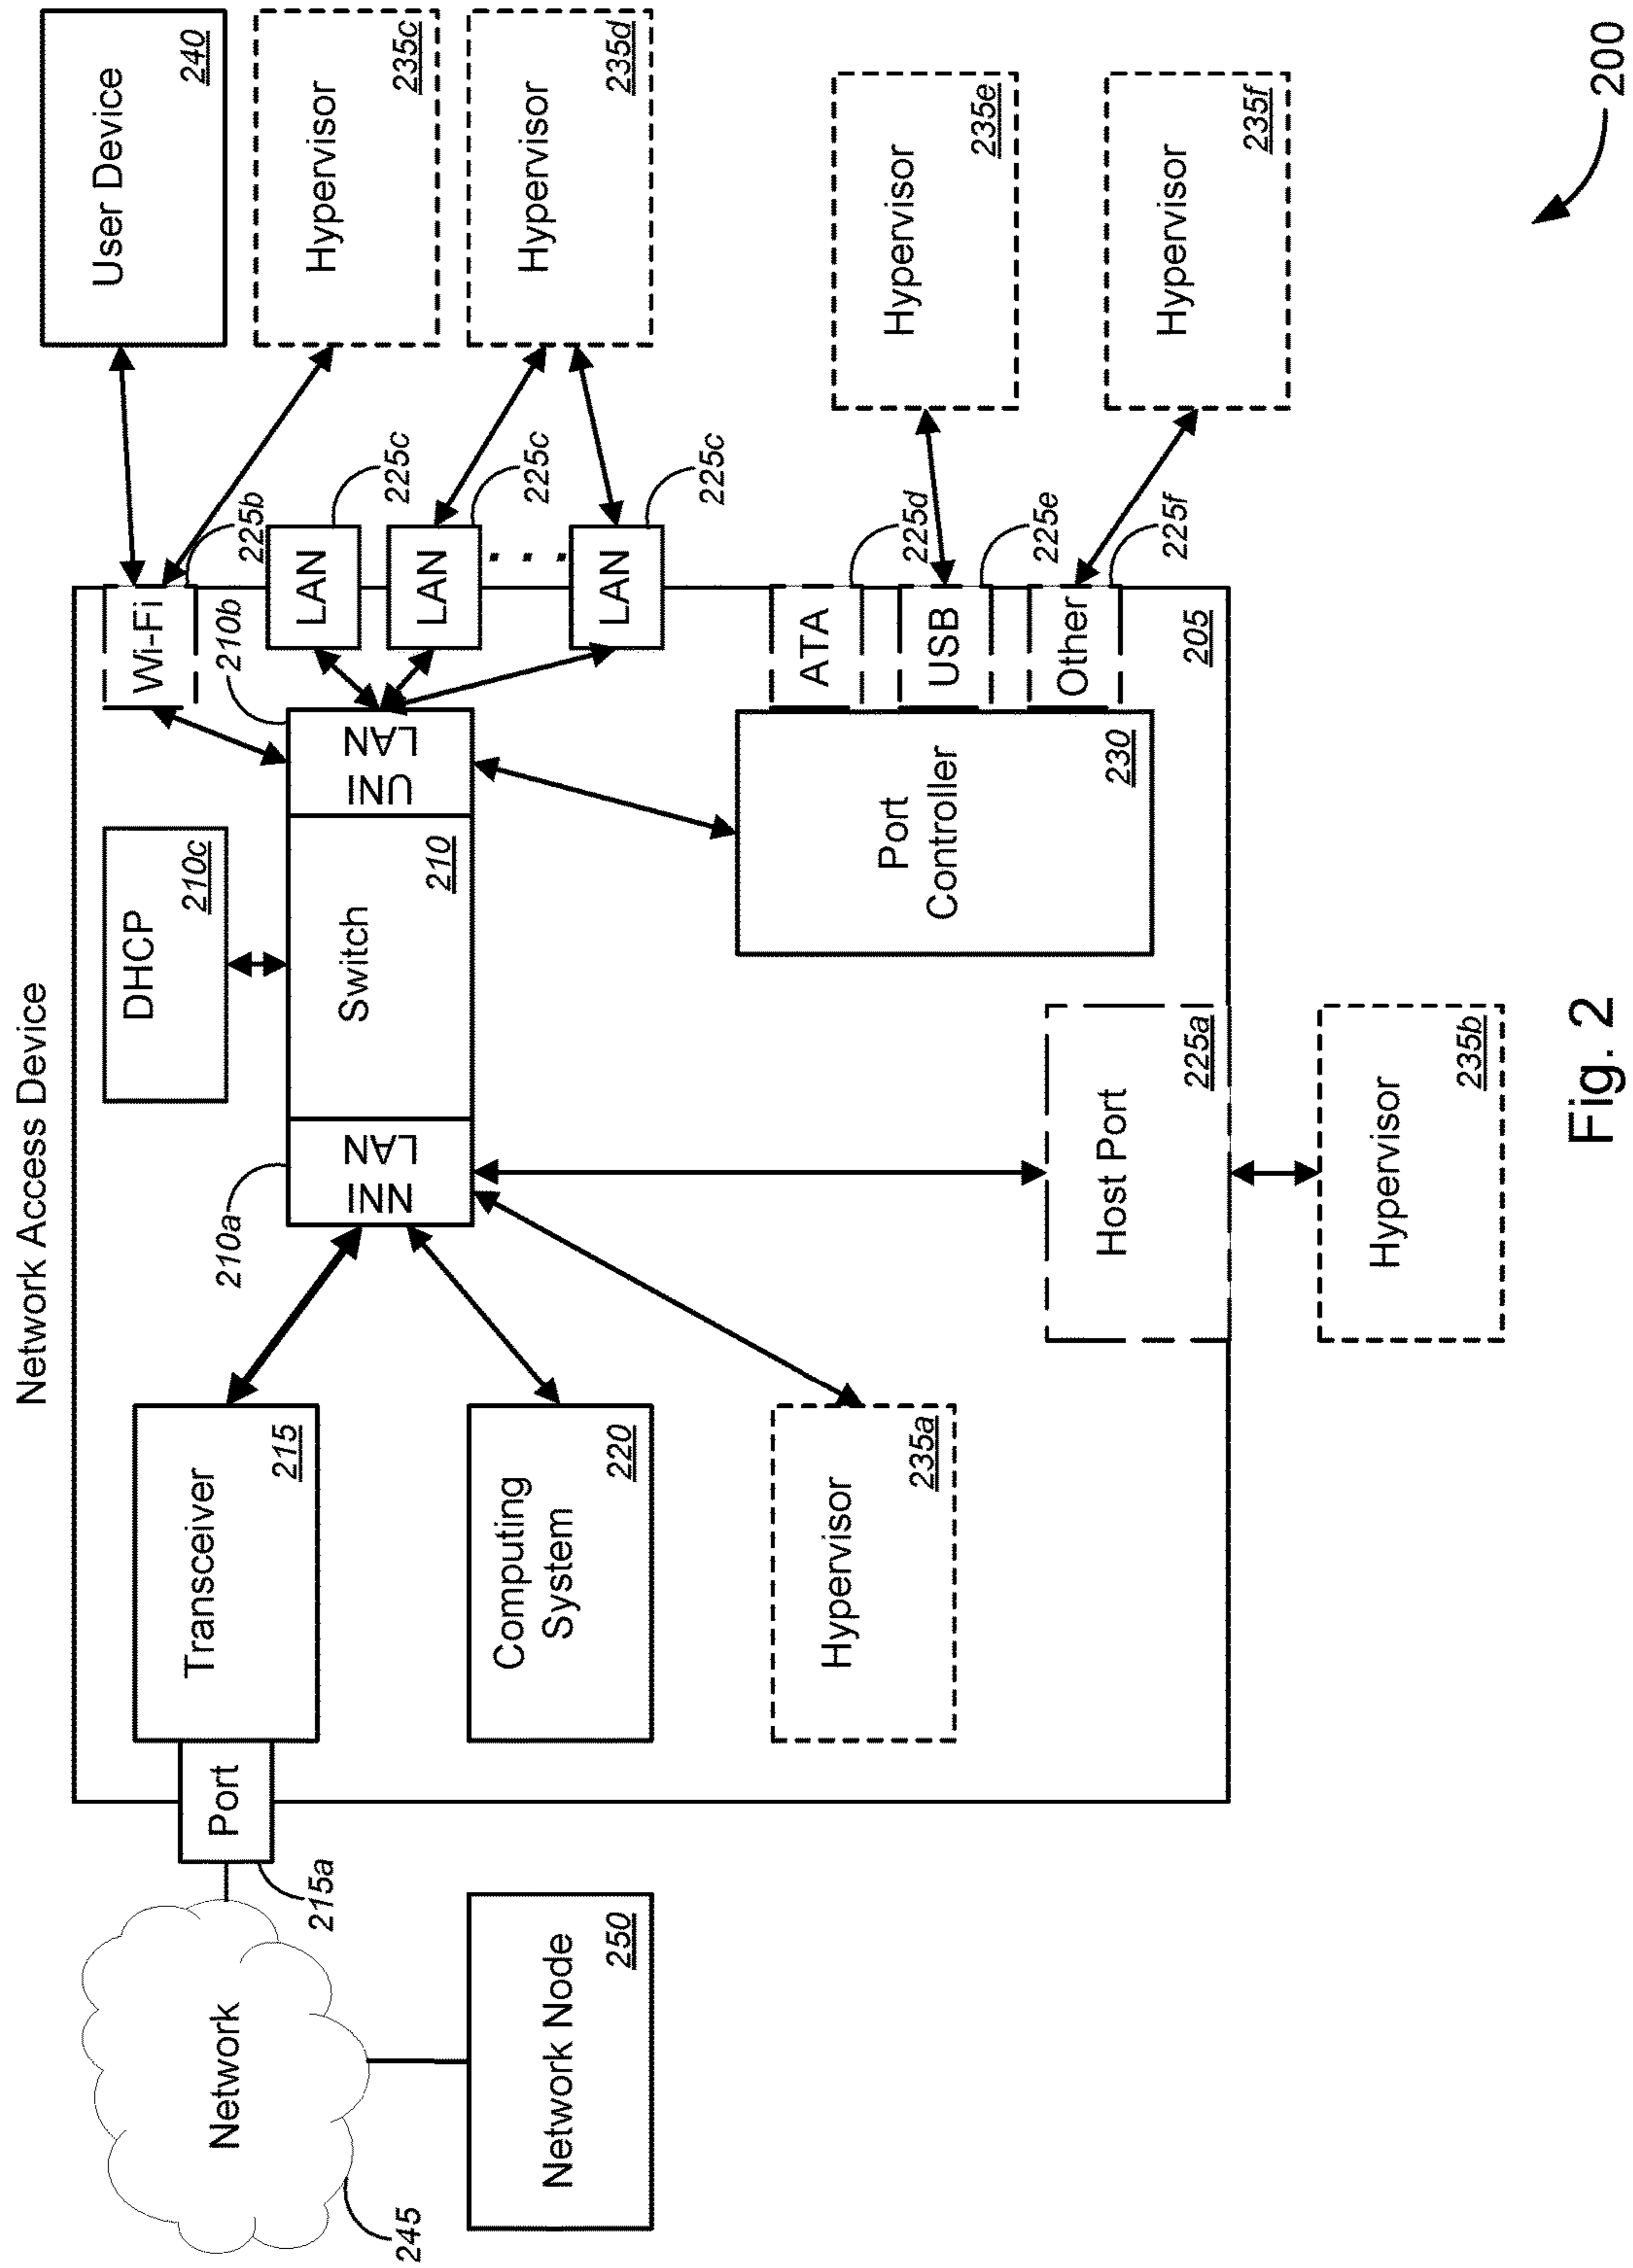 Network Access Device
Network
245
Network Node
250
Port
215a
Transceiver
215
Computing
System
220
Hypervisor
235a
210a
NNI
LAN
Switch
210
UNI
LAN
210b
DHCP
210c
Host Port
225a
Hypervisor
235b
Port
Controller
230
Wi-Fi
225b
LAN
225c
LAN
225c
. . .
LAN
225c
ATA
225d
USB
225e
Other
225f
205
User Device
240
Hypervisor
235c
Hypervisor
235d
Hypervisor
235e
Hypervisor
235f
200
Fig. 2